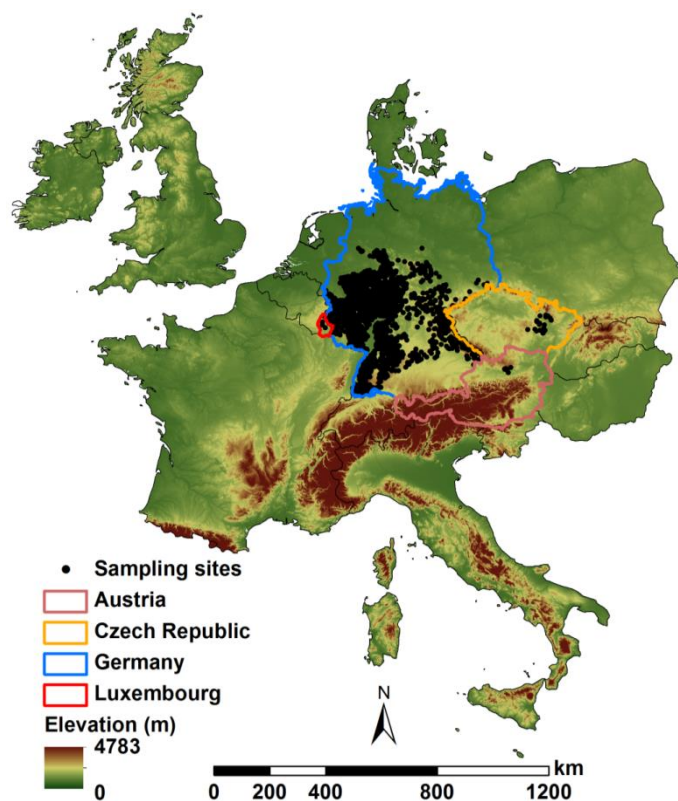 Sampling sites
Austria
Czech Republic
Germany
Luxembourg
Elevation (m)
4783
0
N
km
0 200 400 800 1200